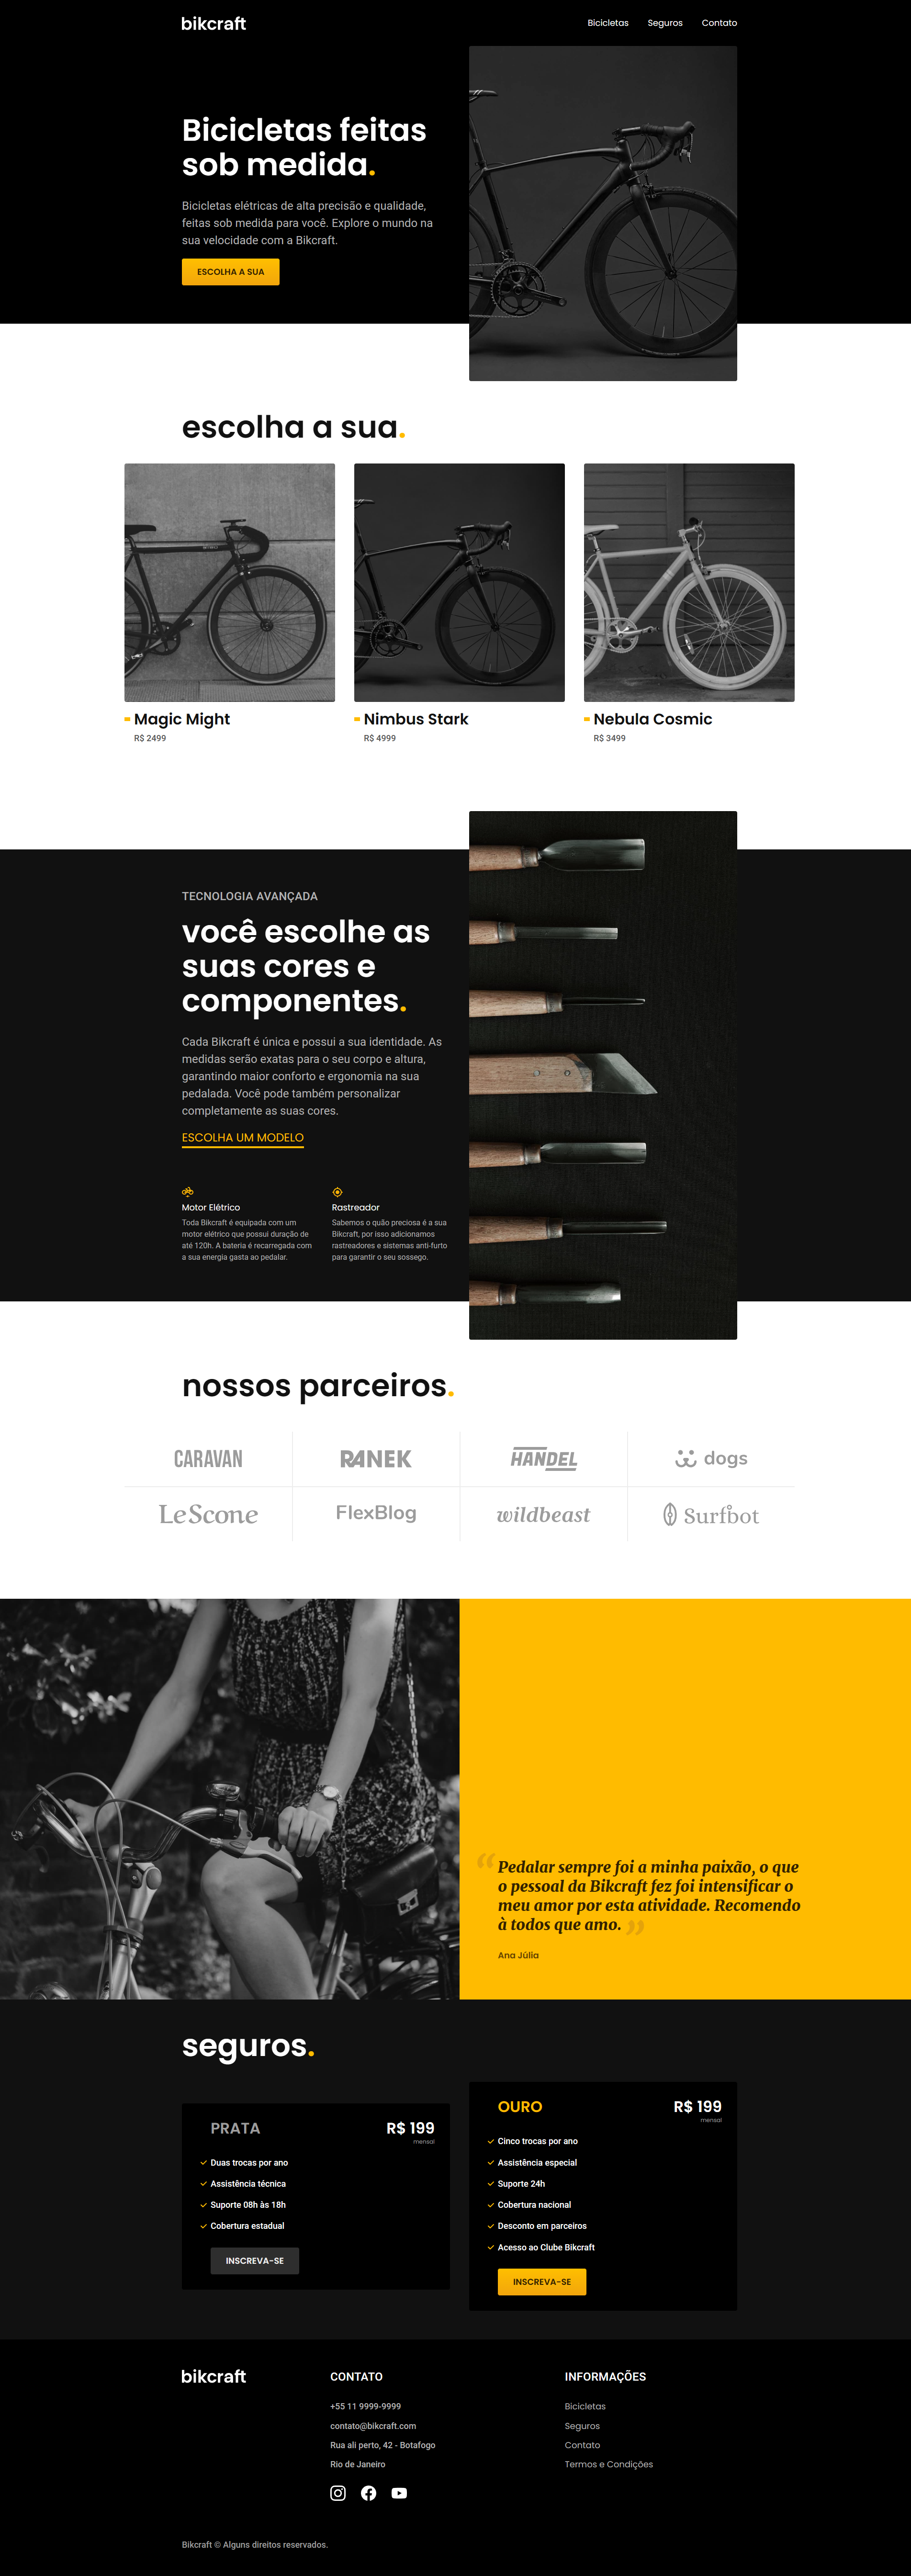 bikcraft
Bicicletas Seguros Contato
Bicicletas feitas
sob medida.
Bicicletas elétricas de alta precisão e qualidade,
feitas sob medida para você. Explore o mundo na
sua velocidade com a Bikcraft.
ESCOLHA A SUA
escolha a sua.
Magic Might
R$ 2499
Nimbus Stark
R$ 4999
Nebula Cosmic
R$ 3499
TECNOLOGIA AVANÇADA
você escolhe as
suas cores e
componentes.
Cada Bikcraft é única e possui a sua identidade. As
medidas serão exatas para o seu corpo e altura,
garantindo maior conforto e ergonomia na sua
pedalada. Você pode também personalizar
completamente as suas cores.
ESCOLHA UM MODELO
Motor Elétrico
Toda Bikcraft é equipada com um
motor elétrico que possui duração de
até 120h. A bateria é recarregada com
a sua energia gasta ao pedalar.
Rastreador
Sabemos o quão preciosa é a sua
Bikcraft, por isso adicionamos
rastreadores e sistemas anti-furto
para garantir o seu sossego.
nossos parceiros.
CARAVAN
RANEK
HANDEL
dogs
LeScone
FlexBlog
wildbeast
Surfbot
“Pedalar sempre foi a minha paixão, o que
o pessoal da Bikcraft fez foi intensificar o
meu amor por esta atividade. Recomendo
à todos que amo.”
Ana Júlia
seguros.
PRATA
R$ 199
mensal
Duas trocas por ano
Assistência técnica
Suporte 08h às 18h
Cobertura estadual
INSCREVA-SE
OURO
R$ 199
mensal
Cinco trocas por ano
Assistência especial
Suporte 24h
Cobertura nacional
Desconto em parceiros
Acesso ao Clube Bikcraft
INSCREVA-SE
bikcraft
CONTATO
+55 11 9999-9999
contato@bikcraft.com
Rua ali perto, 42 - Botafogo
Rio de Janeiro
INFORMAÇÕES
Bicicletas
Seguros
Contato
Termos e Condições
Bikcraft © Alguns direitos reservados.